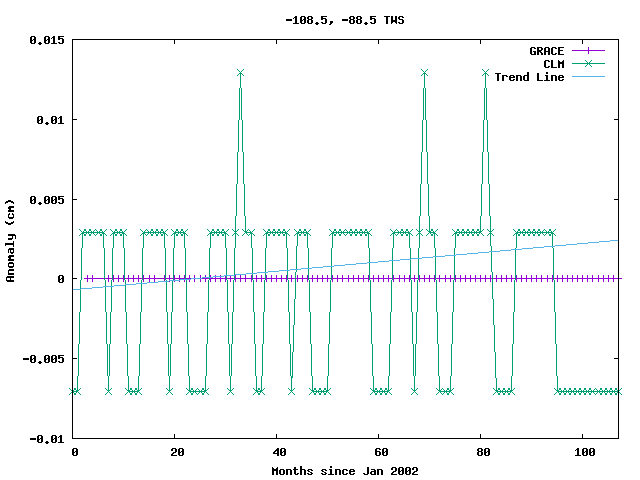 -108.5, -88.5 TWS
0.015
GRACE
CLM
Trend Line
0.01
0.005
Anomaly (cm)
0
-0.005
-0.01
0 20 40 60 80 100
Months since Jan 2002